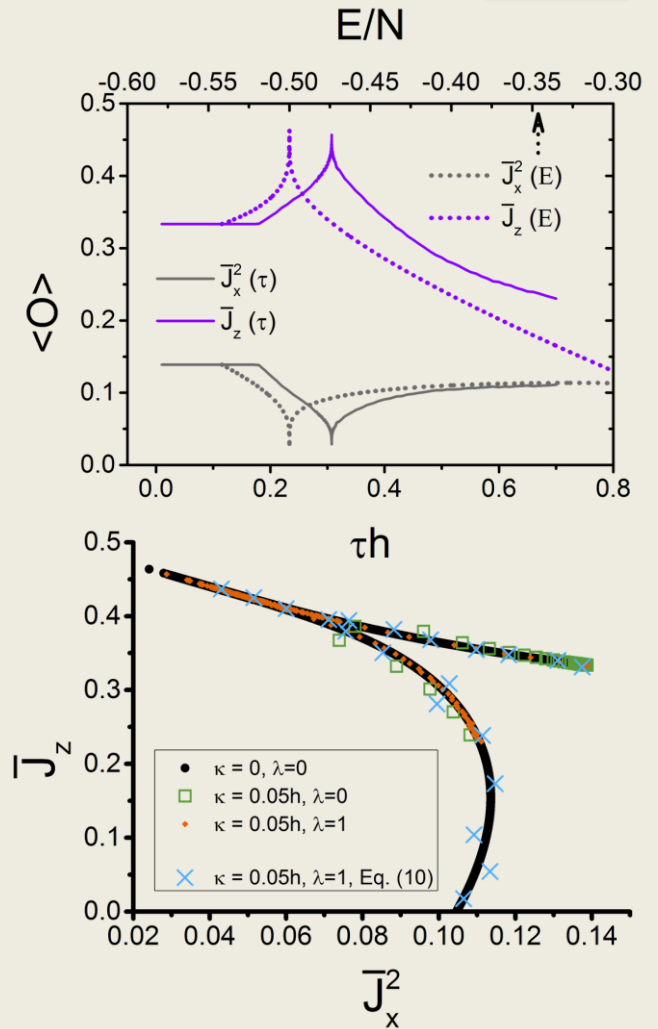 E/N
-0.60 -0.55 -0.50 -0.45 -0.40 -0.35 -0.30
0.5
0.4
0.3
0.2
0.1
0.0
<O>
J̅ₓ² (E)
J̅_z (E)
J̅ₓ² (τ)
J̅_z (τ)
0.0 0.2 0.4 0.6 0.8
τh
0.5
0.4
0.3
0.2
0.1
0.0
J̅_z
κ = 0, λ=0
κ = 0.05h, λ=0
κ = 0.05h, λ=1
κ = 0.05h, λ=1, Eq. (10)
0.02 0.04 0.06 0.08 0.10 0.12 0.14
J̅ₓ²